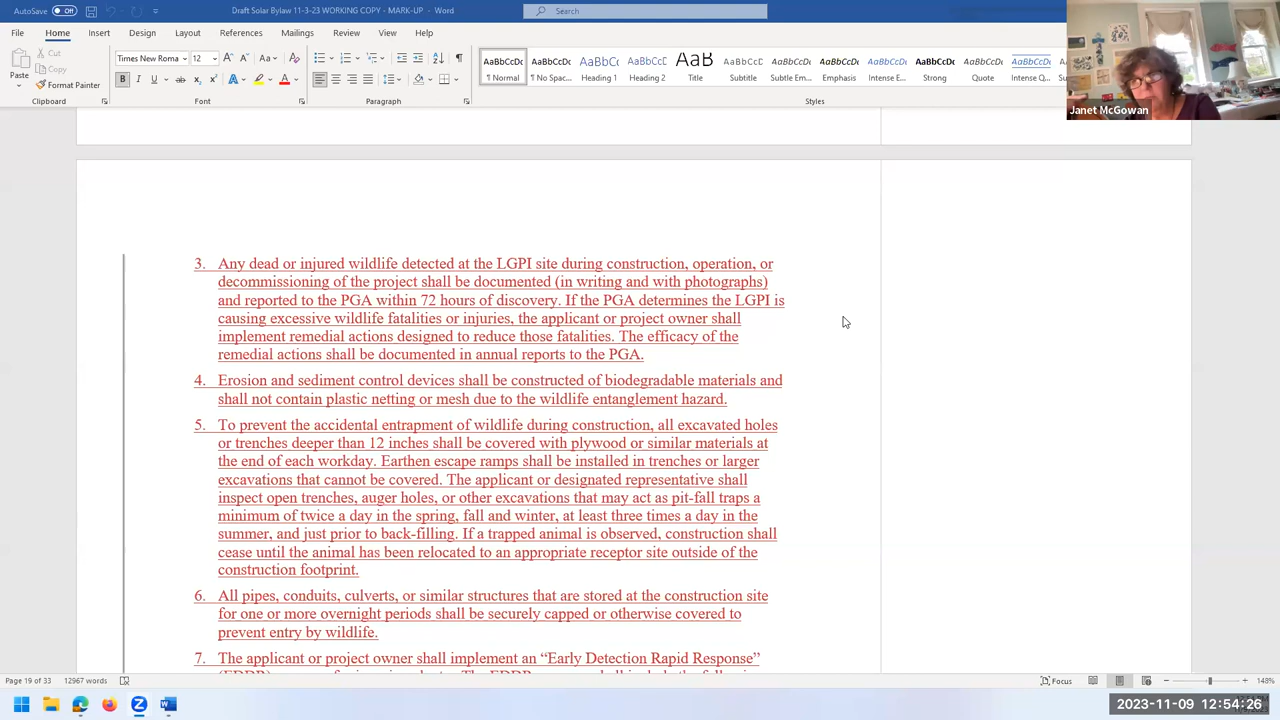 AutoSave Off Draft Solar Bylaw 11-3-23 WORKING COPY - MARK-UP - Word Search
File Home Insert Design Layout References Mailings Review View Help
Paste Cut Copy Format Painter
Times New Roma 12
AaBbCcDc AaBbCcDc AaBbC AaBbCc AaB AaBbCcD AaBbCcDc AaBbCcDc AaBbCcDc AaBbCcDc AaBbCcDc AaBbCcDc
¶ Normal ¶ No Spac... Heading 1 Heading 2 Title Subtitle Subtle Em... Emphasis Intense E... Strong Quote Intense Q...
Clipboard Font Paragraph Styles
Janet McGowan
3. Any dead or injured wildlife detected at the LGPI site during construction, operation, or
decommissioning of the project shall be documented (in writing and with photographs)
and reported to the PGA within 72 hours of discovery. If the PGA determines the LGPI is
causing excessive wildlife fatalities or injuries, the applicant or project owner shall
implement remedial actions designed to reduce those fatalities. The efficacy of the
remedial actions shall be documented in annual reports to the PGA.
4. Erosion and sediment control devices shall be constructed of biodegradable materials and
shall not contain plastic netting or mesh due to the wildlife entanglement hazard.
5. To prevent the accidental entrapment of wildlife during construction, all excavated holes
or trenches deeper than 12 inches shall be covered with plywood or similar materials at
the end of each workday. Earthen escape ramps shall be installed in trenches or larger
excavations that cannot be covered. The applicant or designated representative shall
inspect open trenches, auger holes, or other excavations that may act as pit-fall traps a
minimum of twice a day in the spring, fall and winter, at least three times a day in the
summer, and just prior to back-filling. If a trapped animal is observed, construction shall
cease until the animal has been relocated to an appropriate receptor site outside of the
construction footprint.
6. All pipes, conduits, culverts, or similar structures that are stored at the construction site
for one or more overnight periods shall be securely capped or otherwise covered to
prevent entry by wildlife.
7. The applicant or project owner shall implement an “Early Detection Rapid Response”
Page 19 of 33 12967 words Focus 148%
2023-11-09 12:54:26